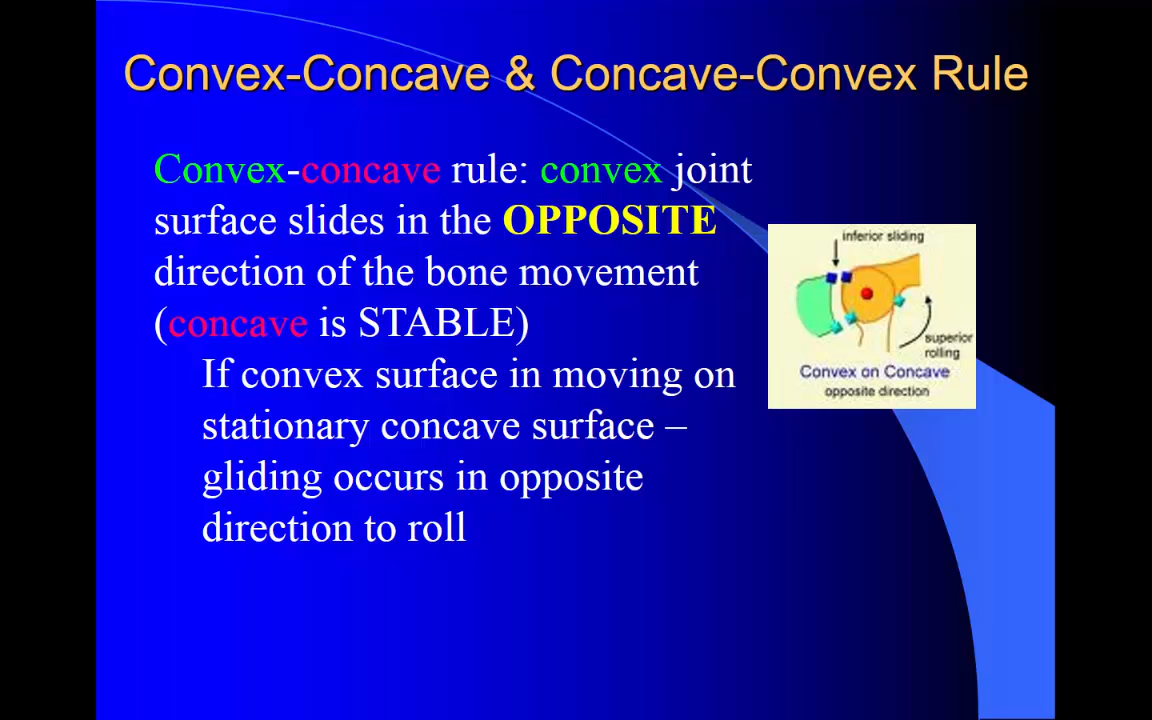 Convex-Concave & Concave-Convex Rule
Convex-concave rule: convex joint
surface slides in the OPPOSITE
direction of the bone movement
(concave is STABLE)
If convex surface in moving on
stationary concave surface –
gliding occurs in opposite
direction to roll
inferior sliding
superior
rolling
Convex on Concave
opposite direction